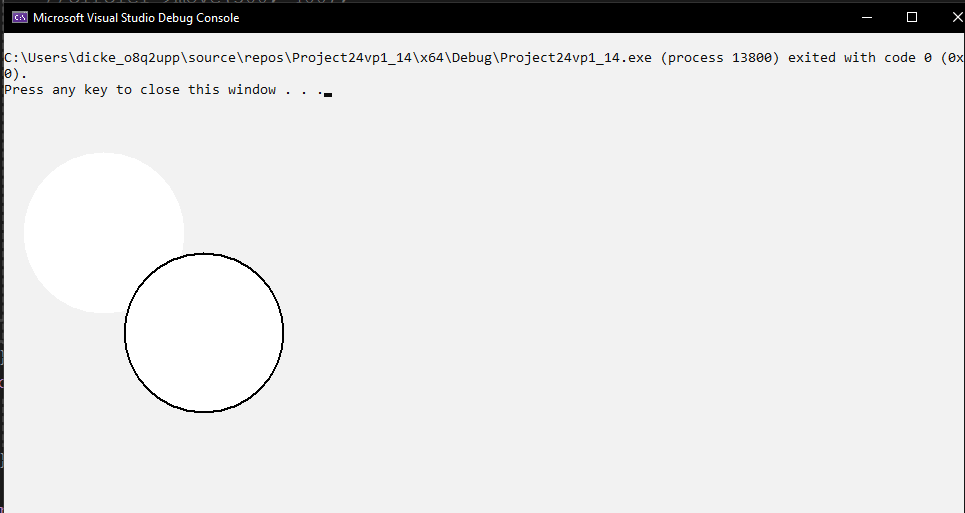 Microsoft Visual Studio Debug Console
C:\Users\dicke_o8q2upp\source\repos\Project24vp1_14\x64\Debug\Project24vp1_14.exe (process 13800) exited with code 0 (0x
0).
Press any key to close this window . . .